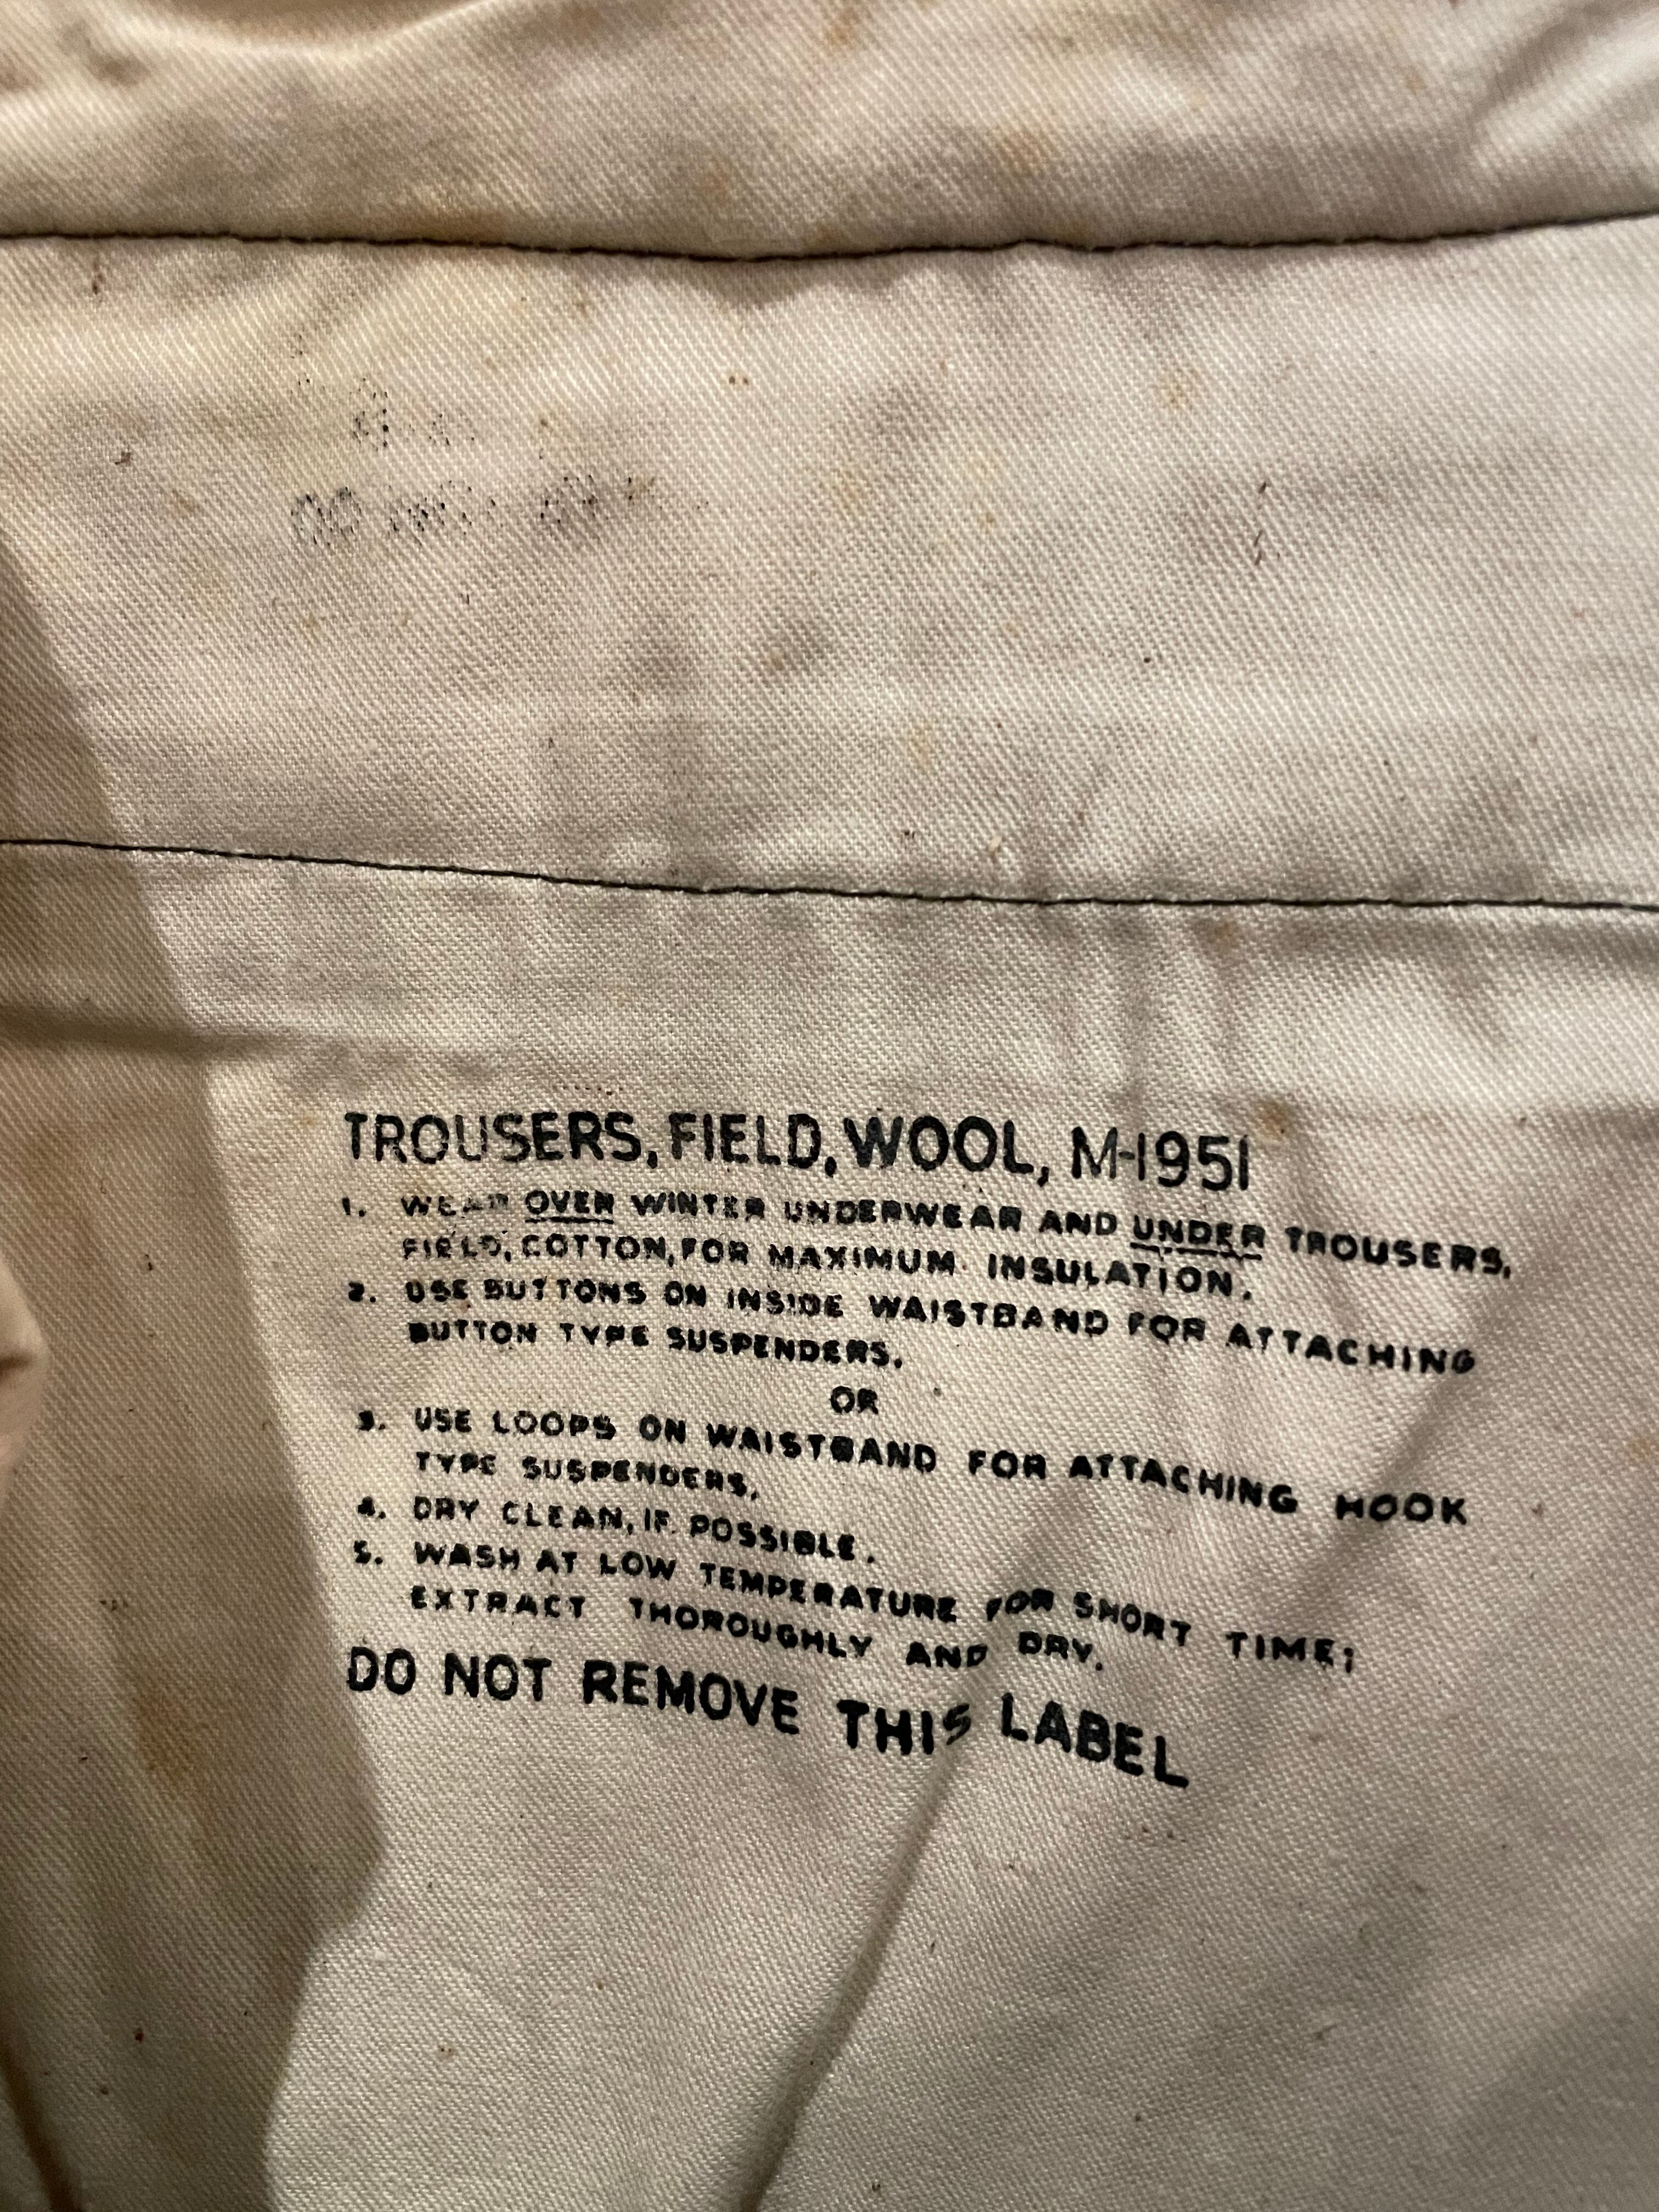 TROUSERS, FIELD, WOOL, M-1951
1. WEAR OVER WINTER UNDERWEAR AND UNDER TROUSERS,
FIELD, COTTON, FOR MAXIMUM INSULATION.
2. USE BUTTONS ON INSIDE WAISTBAND FOR ATTACHING
BUTTON TYPE SUSPENDERS.
OR
3. USE LOOPS ON WAISTBAND FOR ATTACHING HOOK
TYPE SUSPENDERS.
4. DRY CLEAN, IF POSSIBLE.
5. WASH AT LOW TEMPERATURE FOR SHORT TIME;
EXTRACT THOROUGHLY AND DRY.
DO NOT REMOVE THIS LABEL